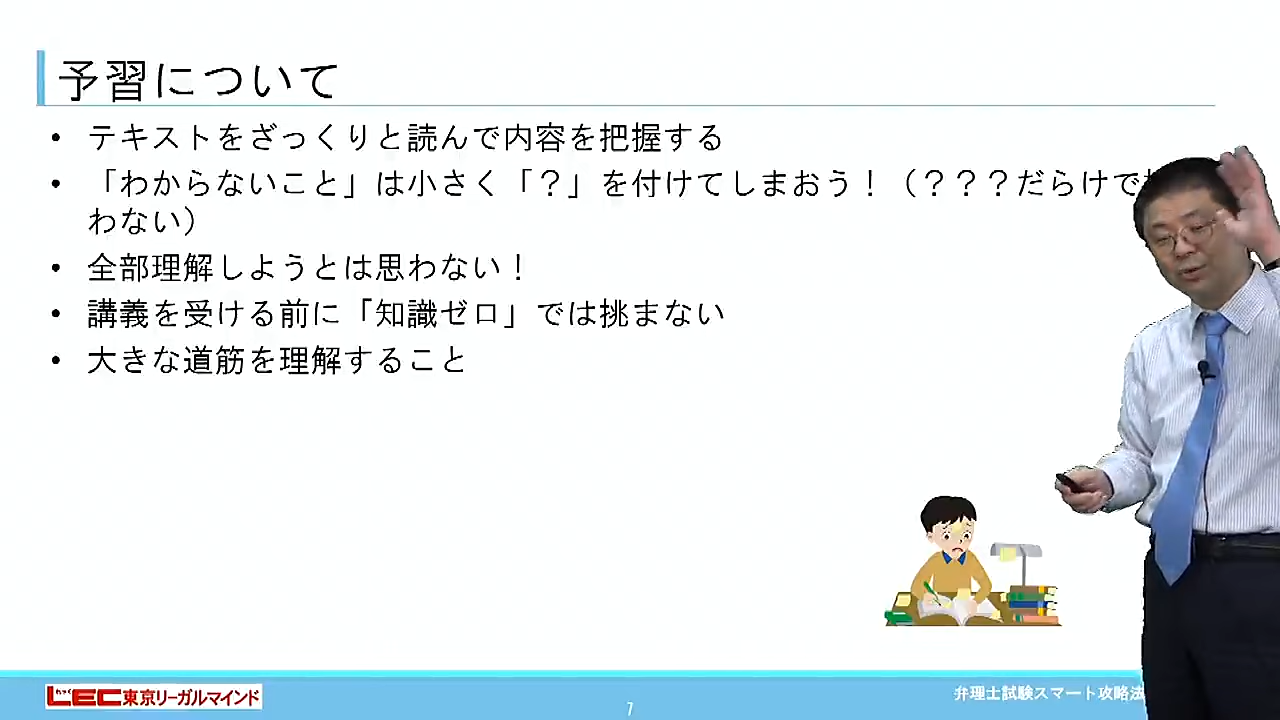 予習について
• テキストをざっくりと読んで内容を把握する
• 「わからないこと」は小さく「？」を付けてしまおう！（？？？だらけで
わない）
• 全部理解しようとは思わない！
• 講義を受ける前に「知識ゼロ」では挑まない
• 大きな道筋を理解すること
LEC東京リーガルマインド
7
弁理士試験スマート攻略法